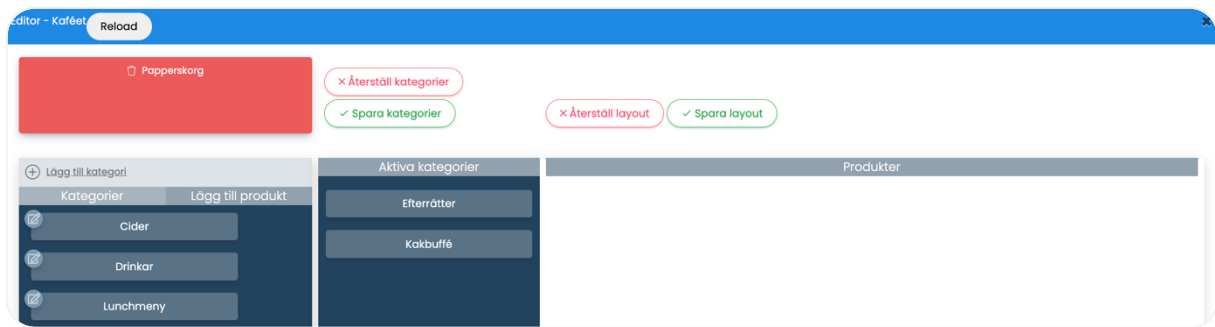 Editor - Kaféet
Reload
Papperskorg
Återställ kategorier
Spara kategorier
Återställ layout
Spara layout
Lägg till kategori
Kategorier
Lägg till produkt
Cider
Drinkar
Lunchmeny
Aktiva kategorier
Efterrätter
Kakbuffé
Produkter